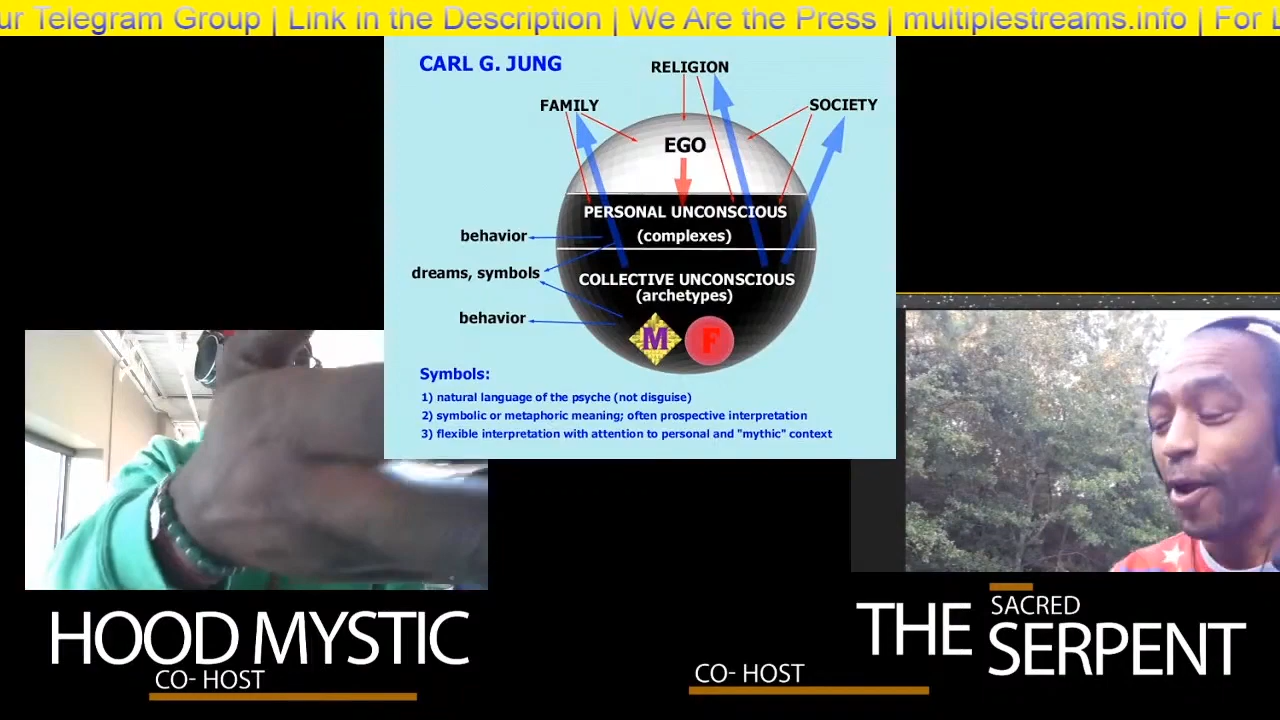 ur Telegram Group | Link in the Description | We Are the Press | multiplestreams.info | For
CARL G. JUNG
RELIGION
FAMILY
SOCIETY
EGO
PERSONAL UNCONSCIOUS
(complexes)
behavior
dreams, symbols
COLLECTIVE UNCONSCIOUS
(archetypes)
behavior
M F
Symbols:
1) natural language of the psyche (not disguise)
2) symbolic or metaphoric meaning; often prospective interpretation
3) flexible interpretation with attention to personal and "mythic" context
HOOD MYSTIC
CO- HOST
THE SACRED SERPENT
CO- HOST